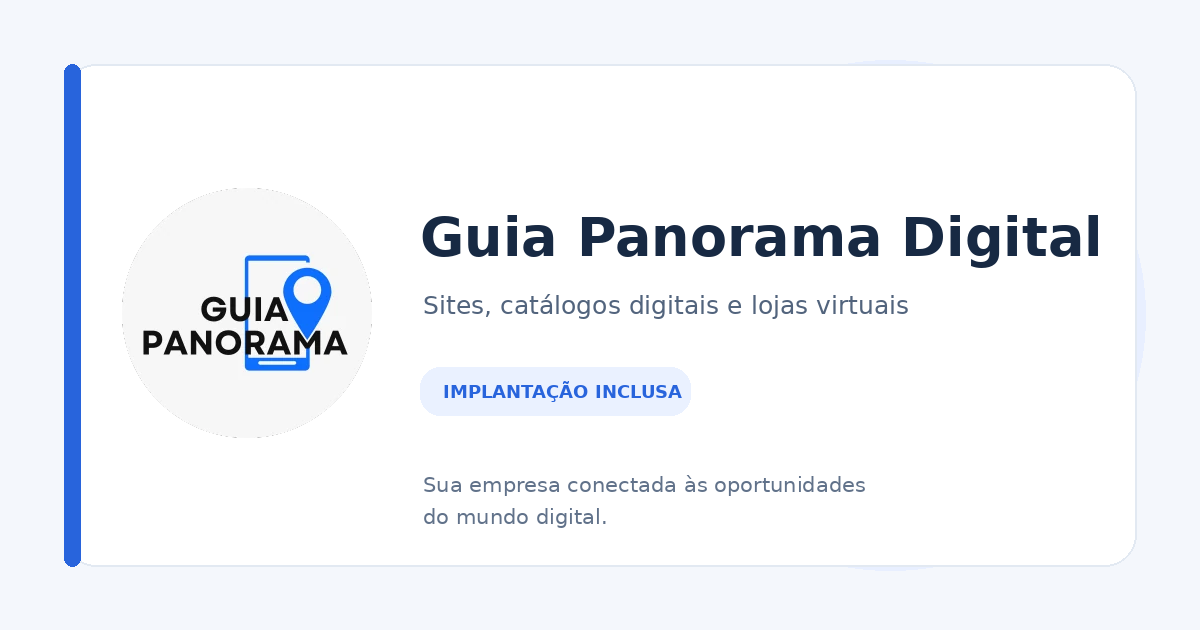 GUIA
PANORAMA
Guia Panorama Digital
Sites, catálogos digitais e lojas virtuais
IMPLANTAÇÃO INCLUSA
Sua empresa conectada às oportunidades
do mundo digital.